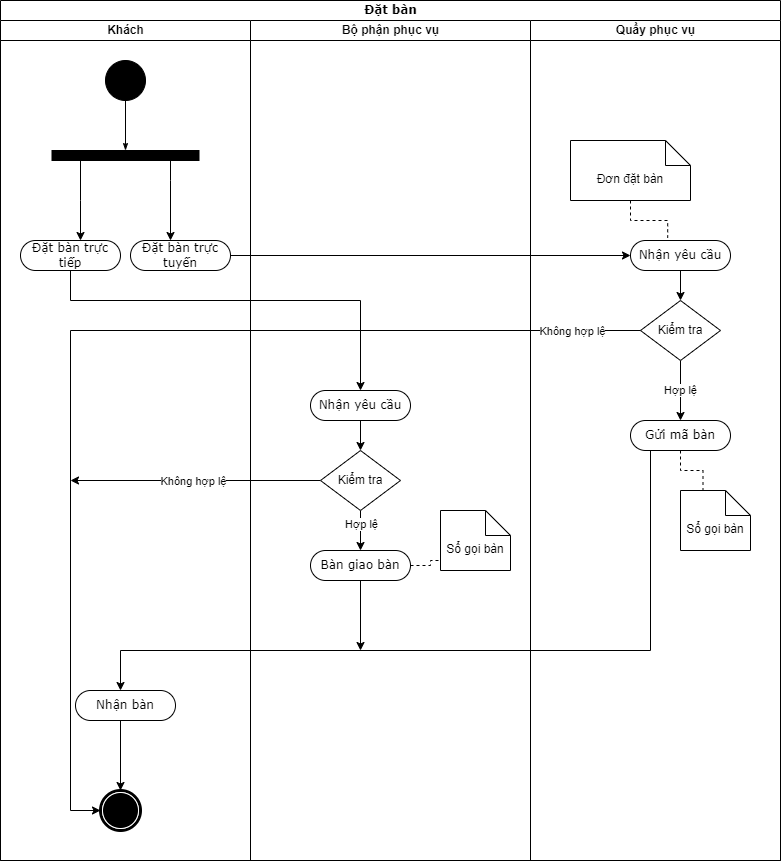 Đặt bàn
Khách
Bộ phận phục vụ
Quầy phục vụ
Đơn đặt bàn
Đặt bàn trực
tiếp
Đặt bàn trực
tuyến
Nhận yêu cầu
Không hợp lệ
Kiểm tra
Hợp lệ
Nhận yêu cầu
Gửi mã bàn
Không hợp lệ
Kiểm tra
Hợp lệ
Sổ gọi bàn
Sổ gọi bàn
Bàn giao bàn
Nhận bàn